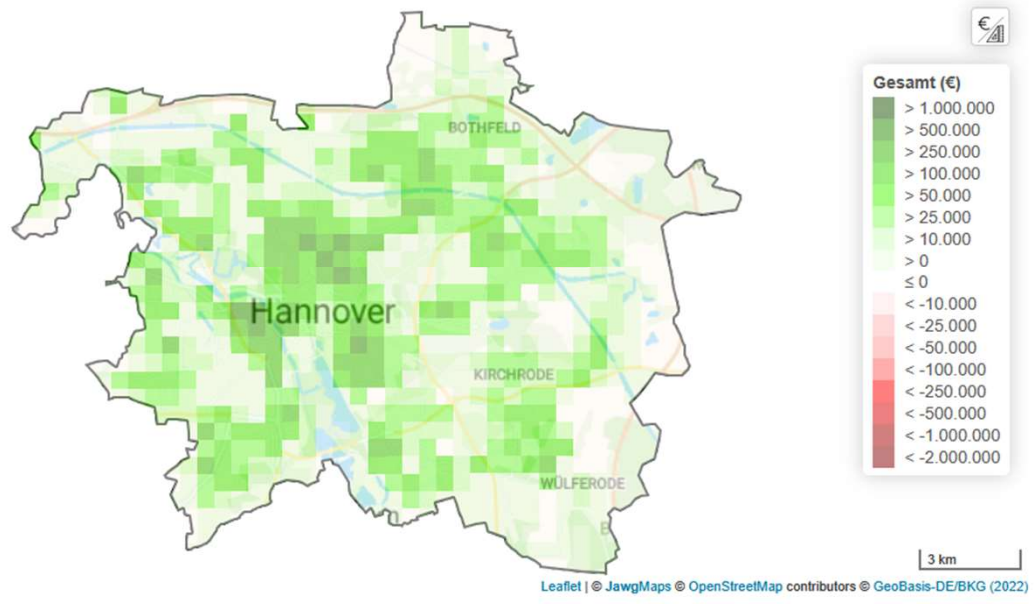 €
BOTHFELD
Hannover
KIRCHRODE
WÜLFERODE
B
Gesamt (€)
> 1.000.000
> 500.000
> 250.000
> 100.000
> 50.000
> 25.000
> 10.000
> 0
≤ 0
< -10.000
< -25.000
< -50.000
< -100.000
< -250.000
< -500.000
< -1.000.000
< -2.000.000
3 km
Leaflet | © JawgMaps © OpenStreetMap contributors © GeoBasis-DE/BKG (2022)